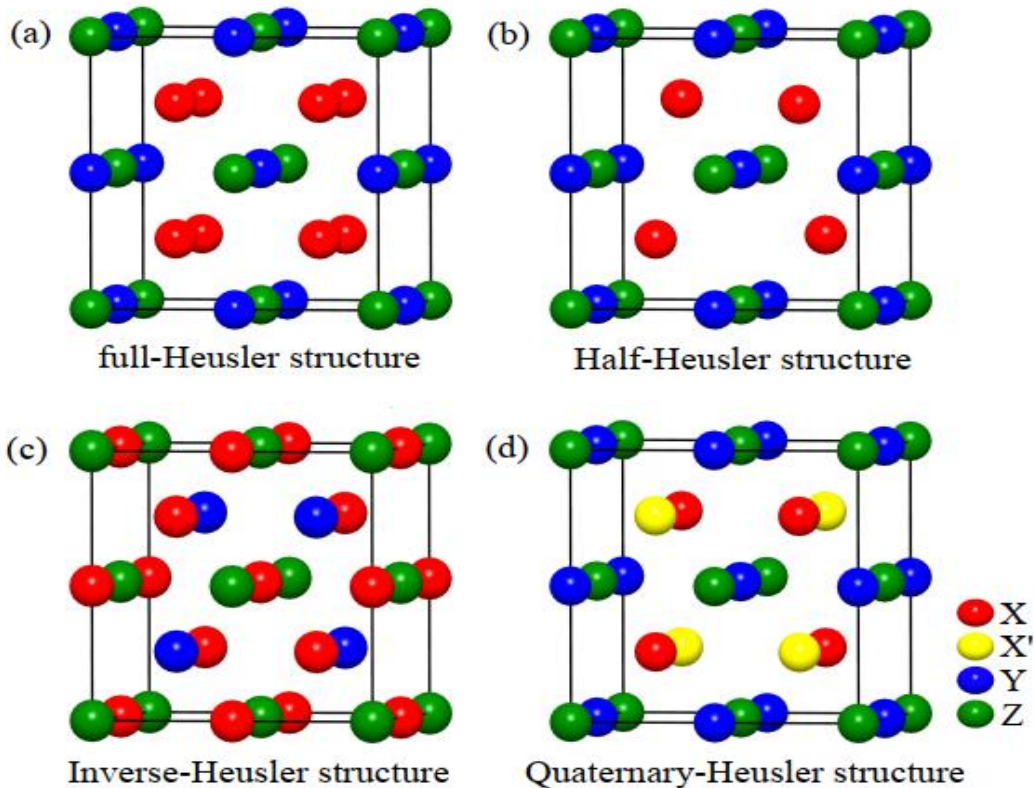 (a)
(b)
full-Heusler structure
Half-Heusler structure
(c)
(d)
X
X'
Y
Z
Inverse-Heusler structure
Quaternary-Heusler structure